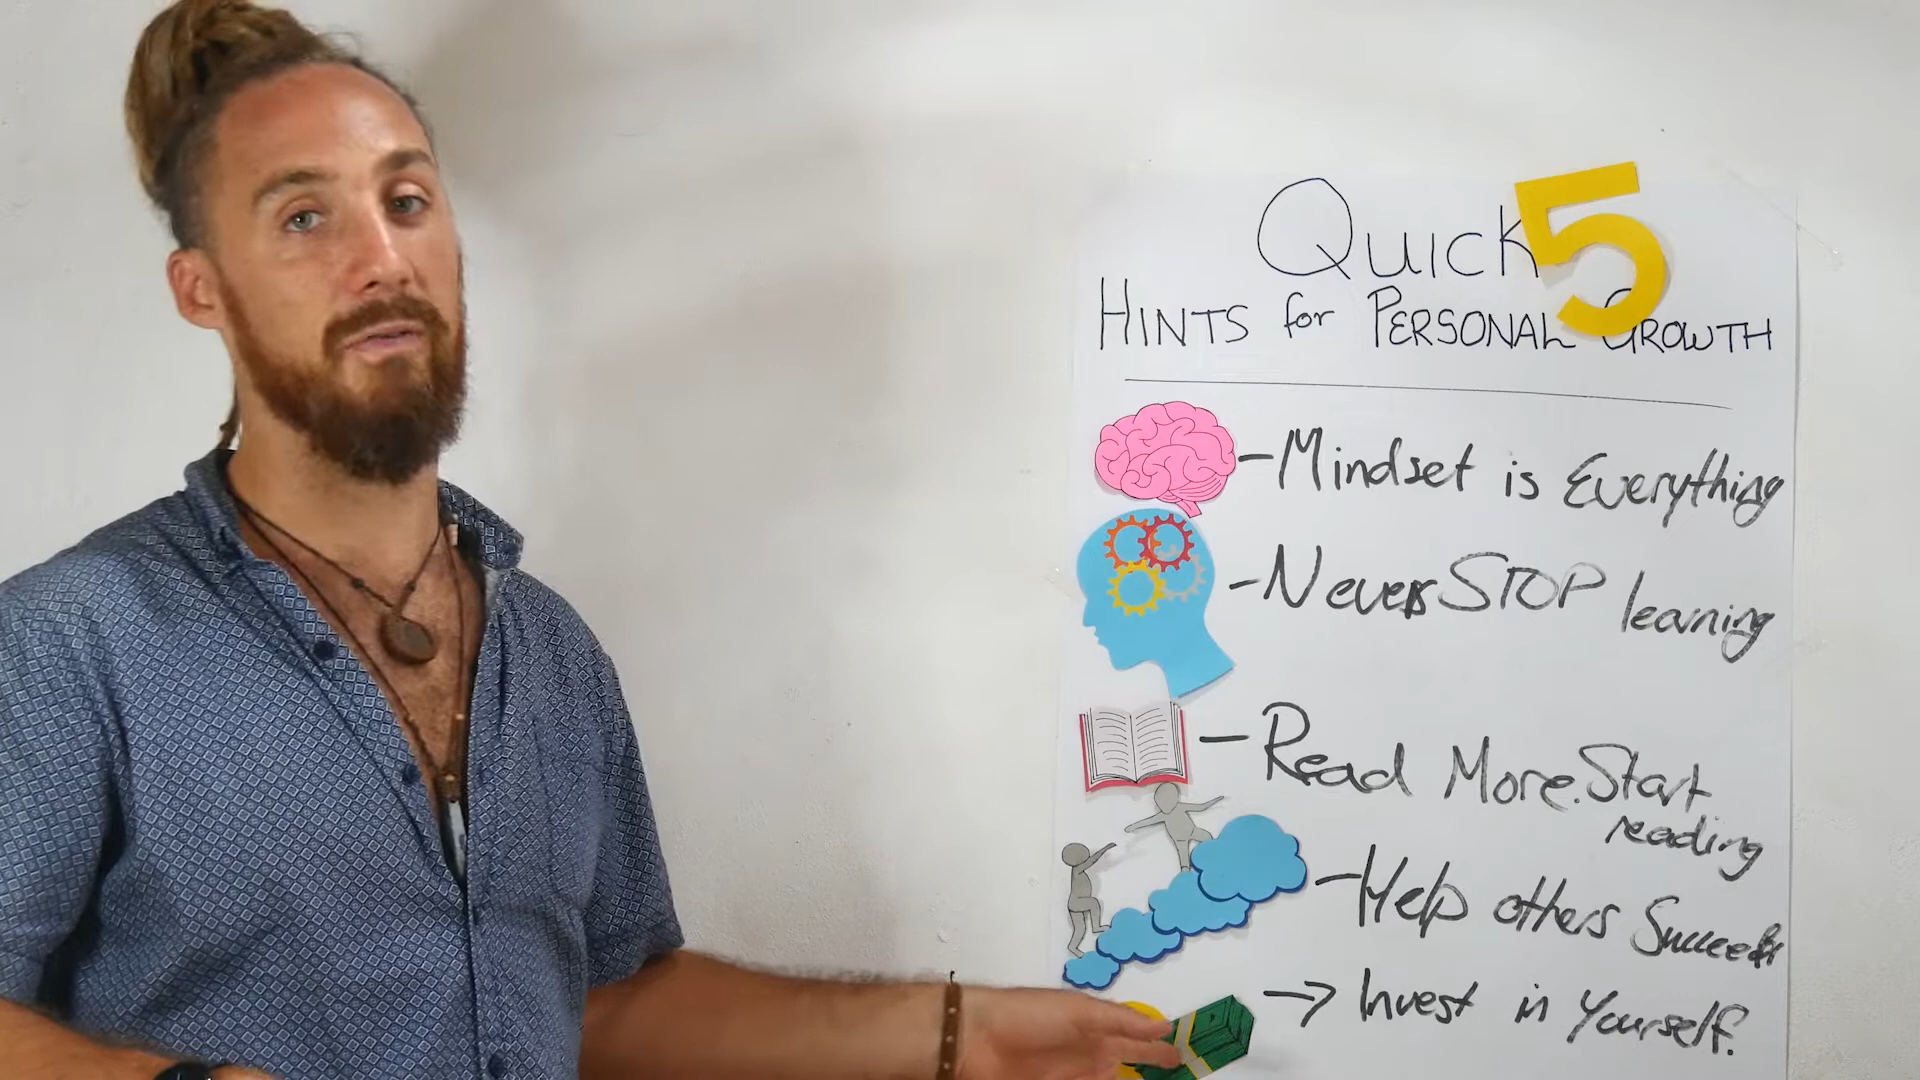 Quick 5
HINTS for PERSONAL GROWTH
-Mindset is Everything
-Never STOP learning
-Read More. Start
reading
-Help others Succeed
→ Invest in Yourself.